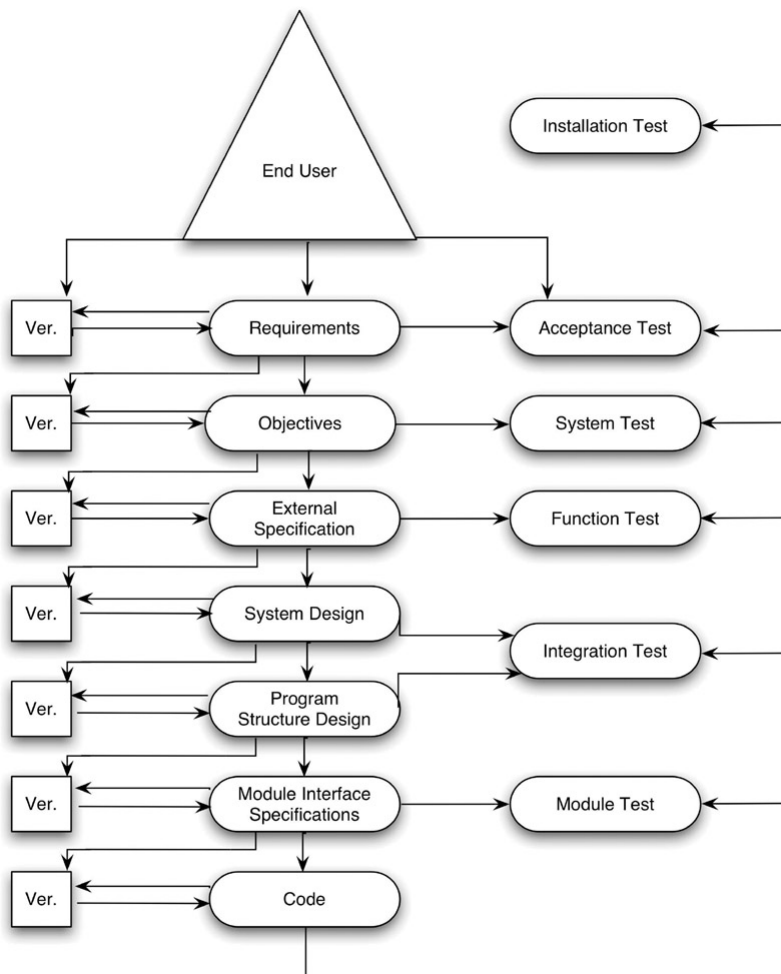 End User
Installation Test
Ver.
Requirements
Acceptance Test
Ver.
Objectives
System Test
Ver.
External
Specification
Function Test
Ver.
System Design
Integration Test
Ver.
Program
Structure Design
Ver.
Module Interface
Specifications
Module Test
Ver.
Code